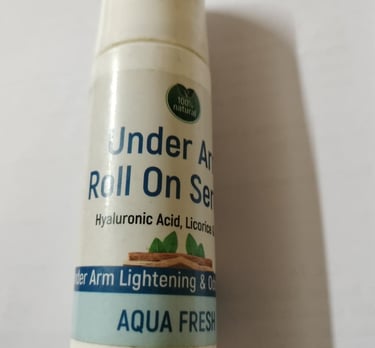 100%
natural
Under Ar
Roll On Ser
Hyaluronic Acid, Licorice
der Arm Lightening & O
AQUA FRESH